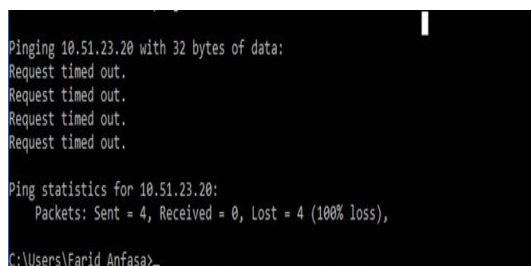 Pinging 10.51.23.20 with 32 bytes of data:
Request timed out.
Request timed out.
Request timed out.
Request timed out.
Ping statistics for 10.51.23.20:
Packets: Sent = 4, Received = 0, Lost = 4 (100% loss),
C:\Users\Farid Anfasa>_